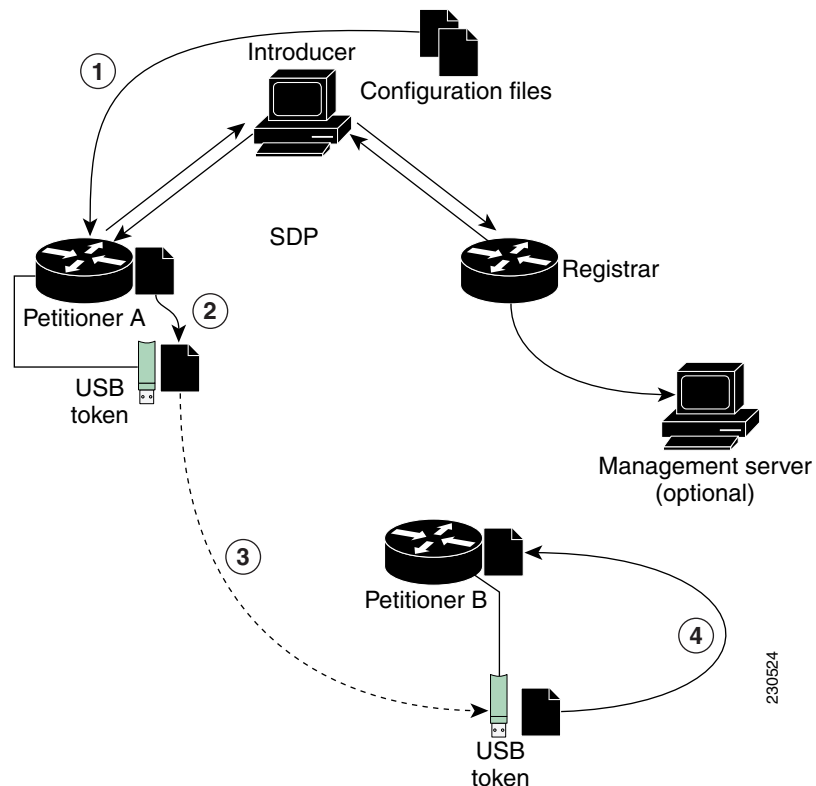 Introducer
1
Configuration files
SDP
Registrar
Petitioner A
2
USB
token
Management server
(optional)
3
Petitioner B
4
230524
USB
token